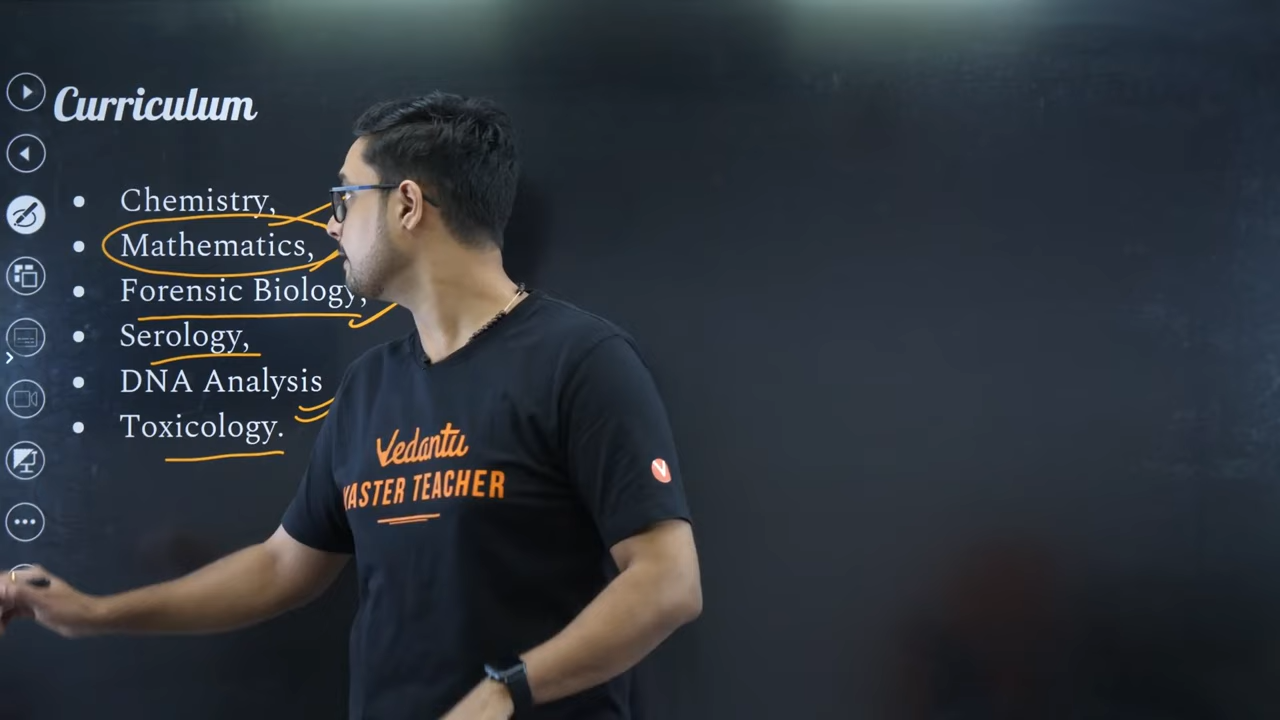 Curriculum
• Chemistry,
• Mathematics,
• Forensic Biology,
• Serology,
• DNA Analysis
• Toxicology.
Vedantu
MASTER TEACHER
V